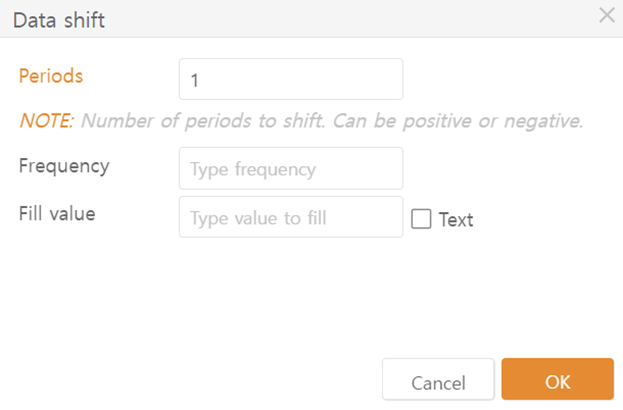 Data shift
Periods 1
NOTE: Number of periods to shift. Can be positive or negative.
Frequency Type frequency
Fill value Type value to fill Text
Cancel OK